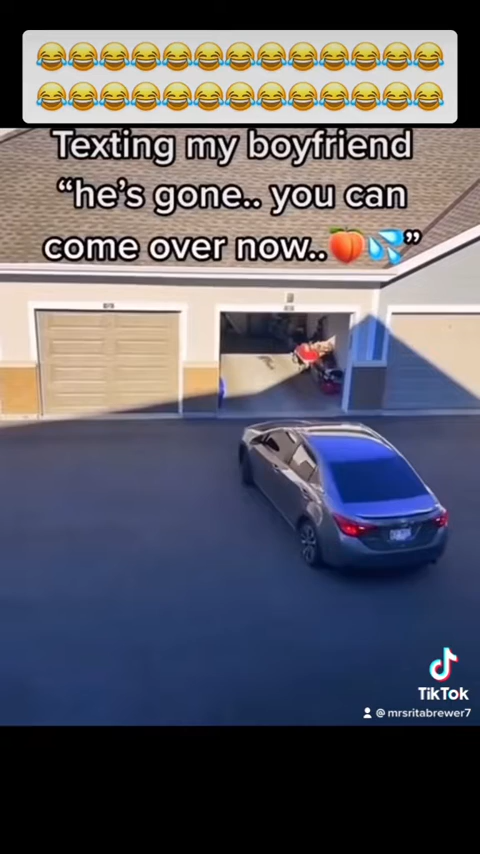 😂😂😂😂😂😂😂😂😂😂😂😂😂
😂😂😂😂😂😂😂😂😂😂😂😂😂
Texting my boyfriend
“he’s gone.. you can
come over now..🍑💦”
TikTok
@mrsritabrewer7